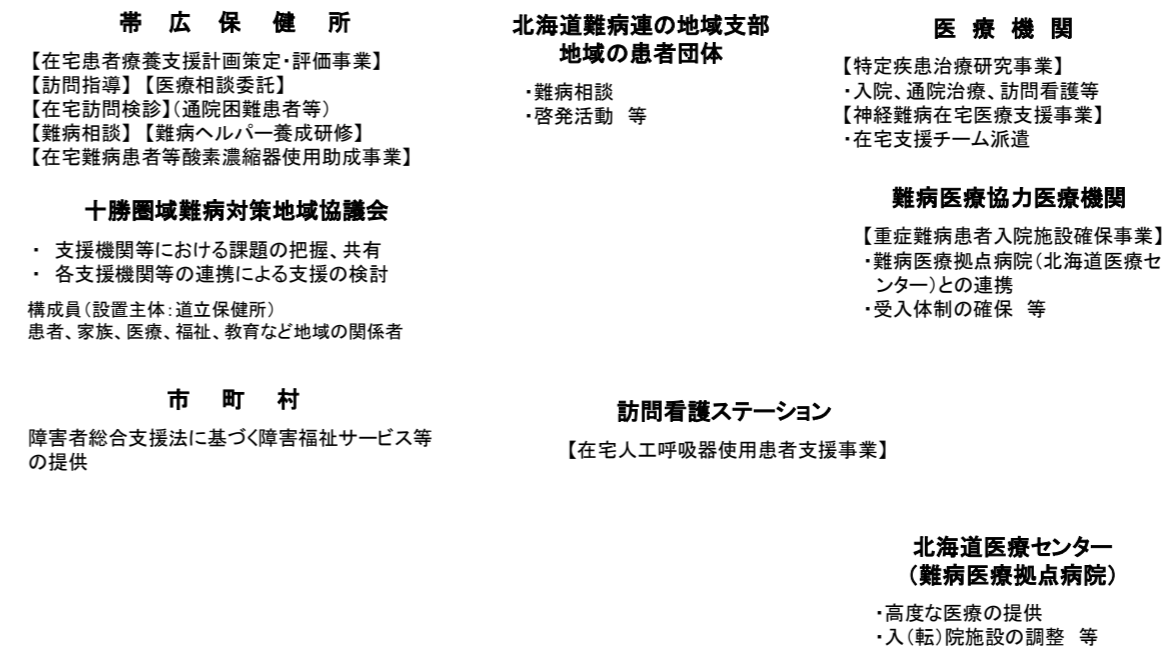 帯広保健所
【在宅患者療養支援計画策定・評価事業】
【訪問指導】【医療相談委託】
【在宅訪問検診】（通院困難患者等）
【難病相談】【難病ヘルパー養成研修】
【在宅難病患者等酸素濃縮器使用助成事業】
十勝圏域難病対策地域協議会
・ 支援機関等における課題の把握、共有
・ 各支援機関等の連携による支援の検討
構成員（設置主体：道立保健所）
患者、家族、医療、福祉、教育など地域の関係者
市町村
障害者総合支援法に基づく障害福祉サービス等
の提供
北海道難病連の地域支部
地域の患者団体
・難病相談
・啓発活動 等
訪問看護ステーション
【在宅人工呼吸器使用患者支援事業】
医療機関
【特定疾患治療研究事業】
・入院、通院治療、訪問看護等
【神経難病在宅医療支援事業】
・在宅支援チーム派遣
難病医療協力医療機関
【重症難病患者入院施設確保事業】
・難病医療拠点病院（北海道医療セ
ンター）との連携
・受入体制の確保 等
北海道医療センター
（難病医療拠点病院）
・高度な医療の提供
・入（転）院施設の調整 等